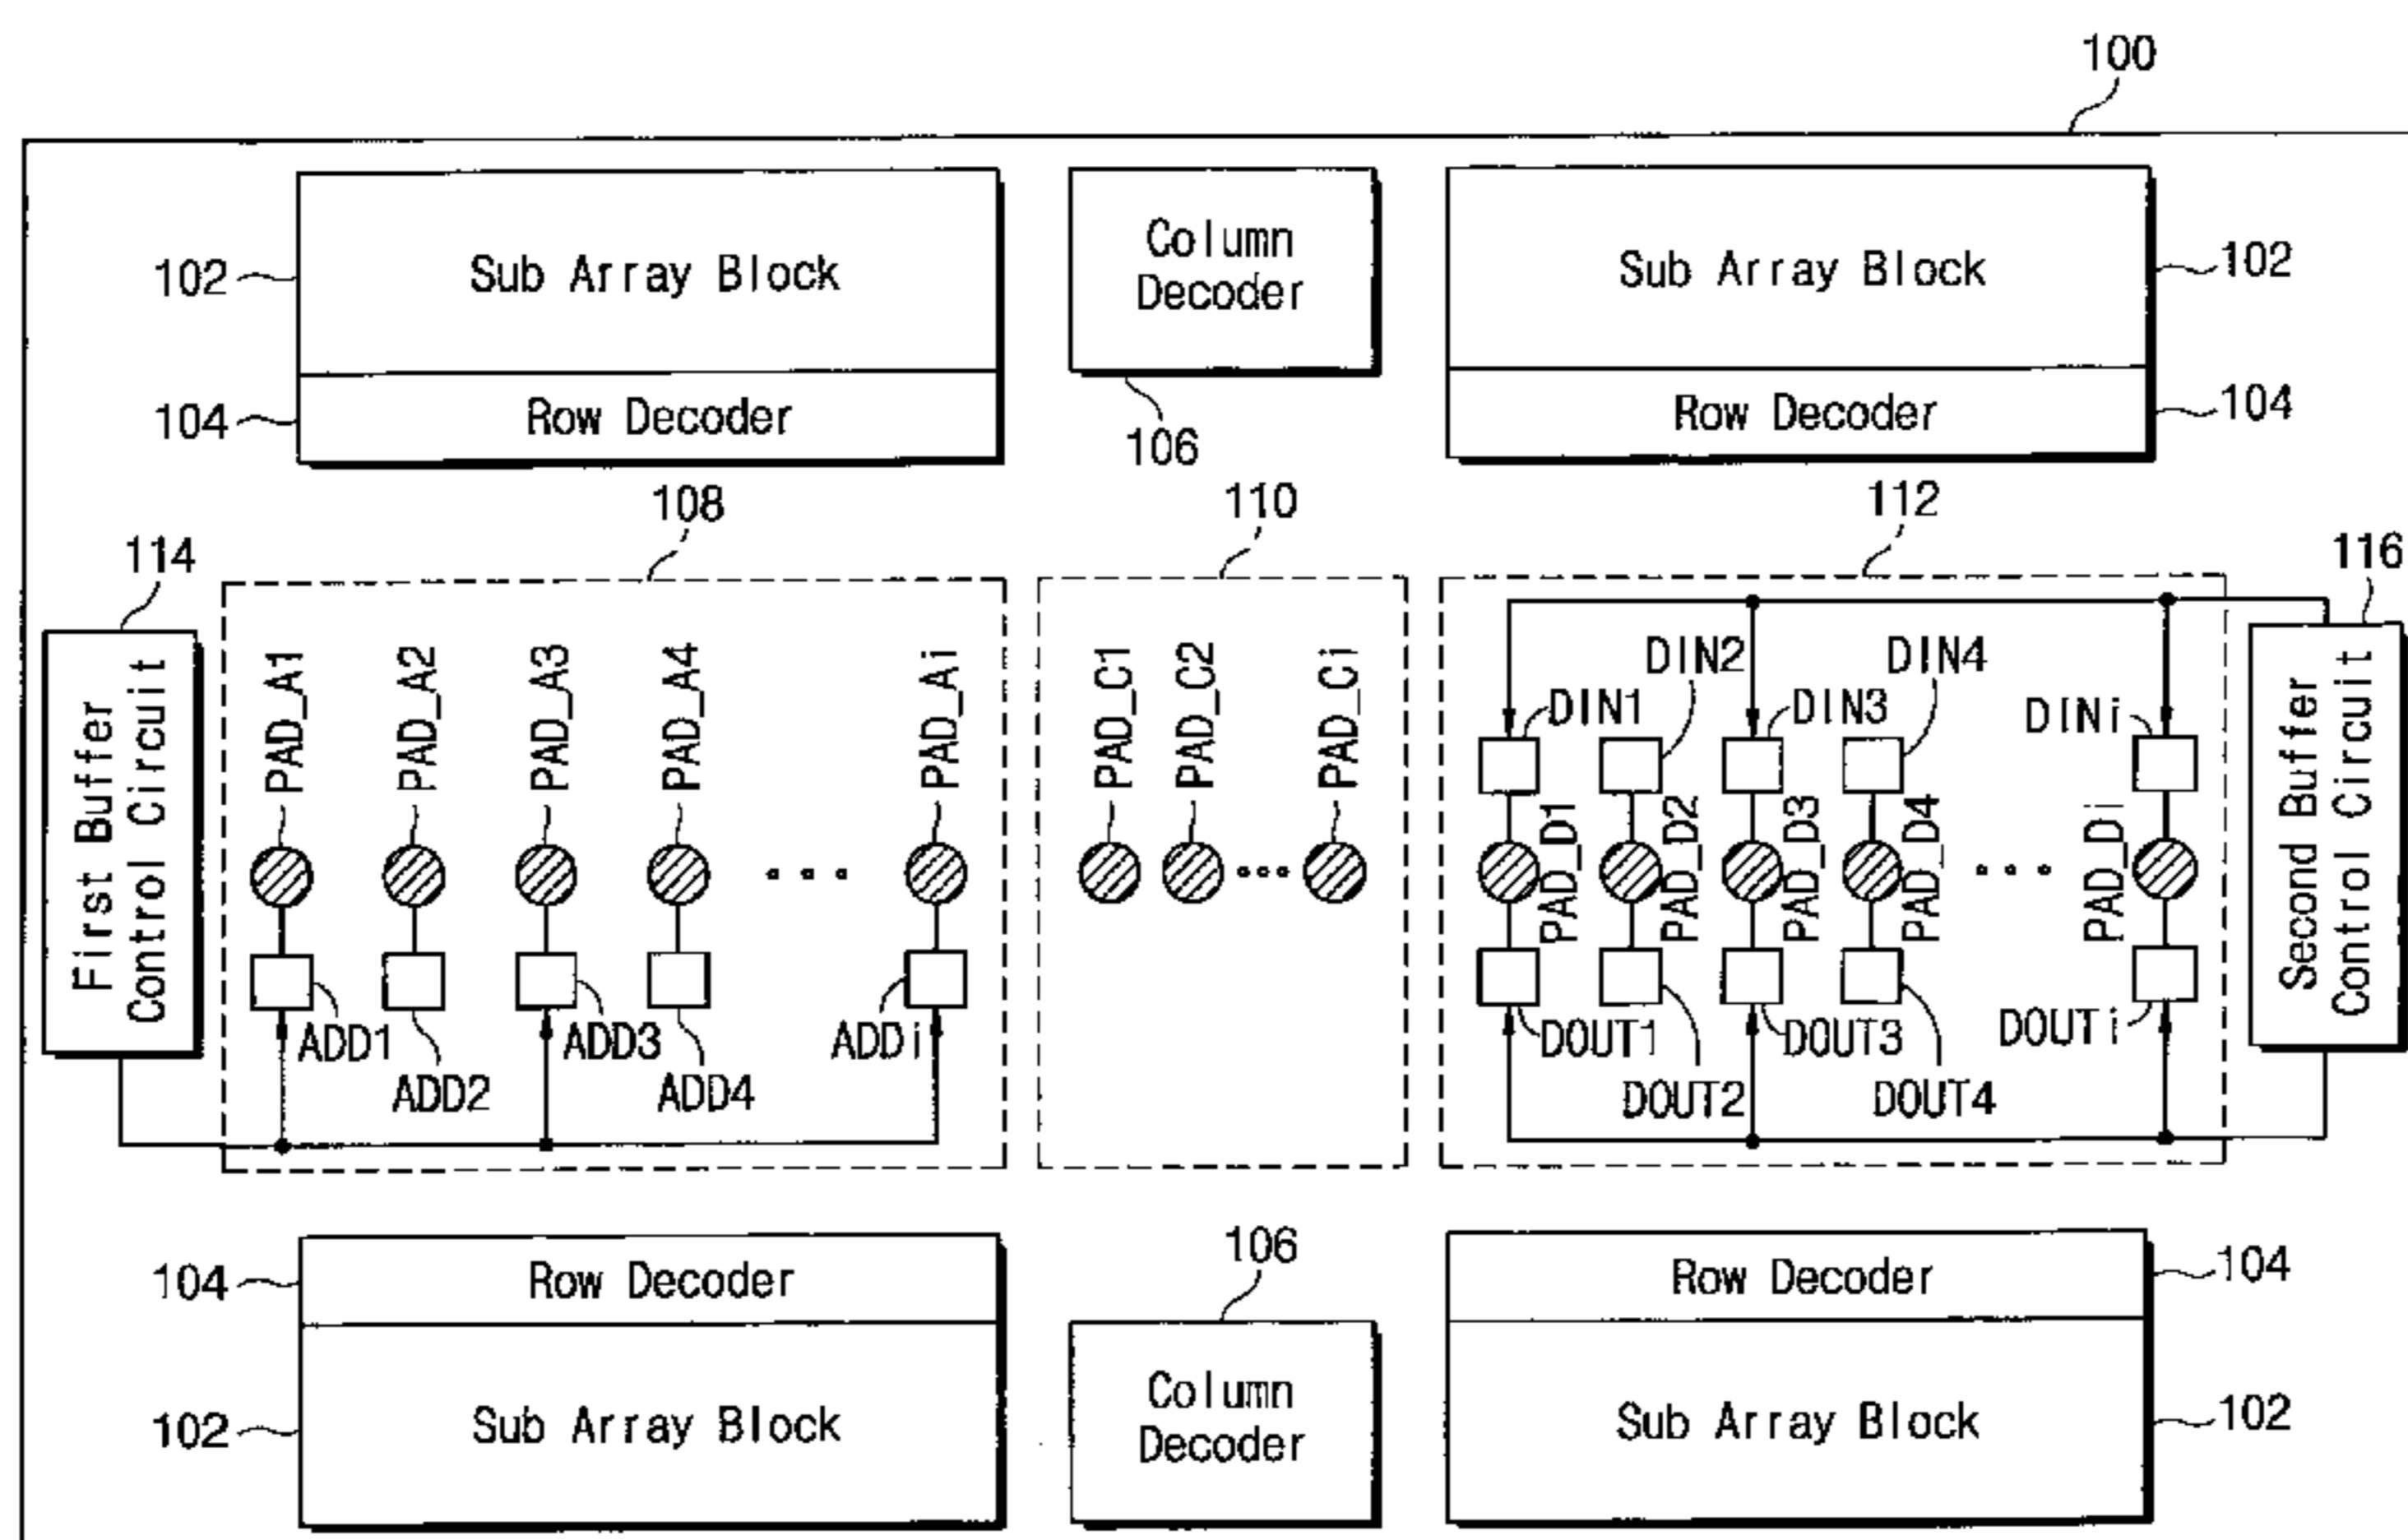 100
Sub Array Block
Column
Decoder
Sub Array Block
102
102
Row Decoder
Row Decoder
104
104
106
108
110
112
114
116
First Buffer
Control Circuit
PAD_A1
PAD_A2
PAD_A3
PAD_A4
PAD_Ai
PAD_C1
PAD_C2
PAD_Ci
DIN1
DIN2
DIN3
DIN4
DINi
PAD_D1
PAD_D2
PAD_D3
PAD_D4
PAD_Di
Second Buffer
Control Circuit
ADD1
ADD2
ADD3
ADD4
ADDi
DOUT1
DOUT2
DOUT3
DOUT4
DOUTi
106
104
Row Decoder
Row Decoder
104
102
Sub Array Block
Column
Decoder
Sub Array Block
102